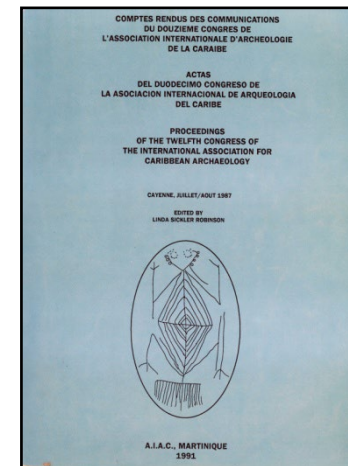 COMPTES RENDUS DES COMMUNICATIONS
DU DOUZIEME CONGRES DE
L'ASSOCIATION INTERNATIONALE D'ARCHEOLOGIE
DE LA CARAIBE
ACTAS
DEL DUODECIMO CONGRESO DE
LA ASOCIACION INTERNACIONAL DE ARQUEOLOGIA
DEL CARIBE
PROCEEDINGS
OF THE TWELFTH CONGRESS OF
THE INTERNATIONAL ASSOCIATION FOR
CARIBBEAN ARCHAEOLOGY
CAYENNE, JUILLET/AOUT 1987
EDITED BY
LINDA SICKLER ROBINSON
A.I.A.C., MARTINIQUE
1991